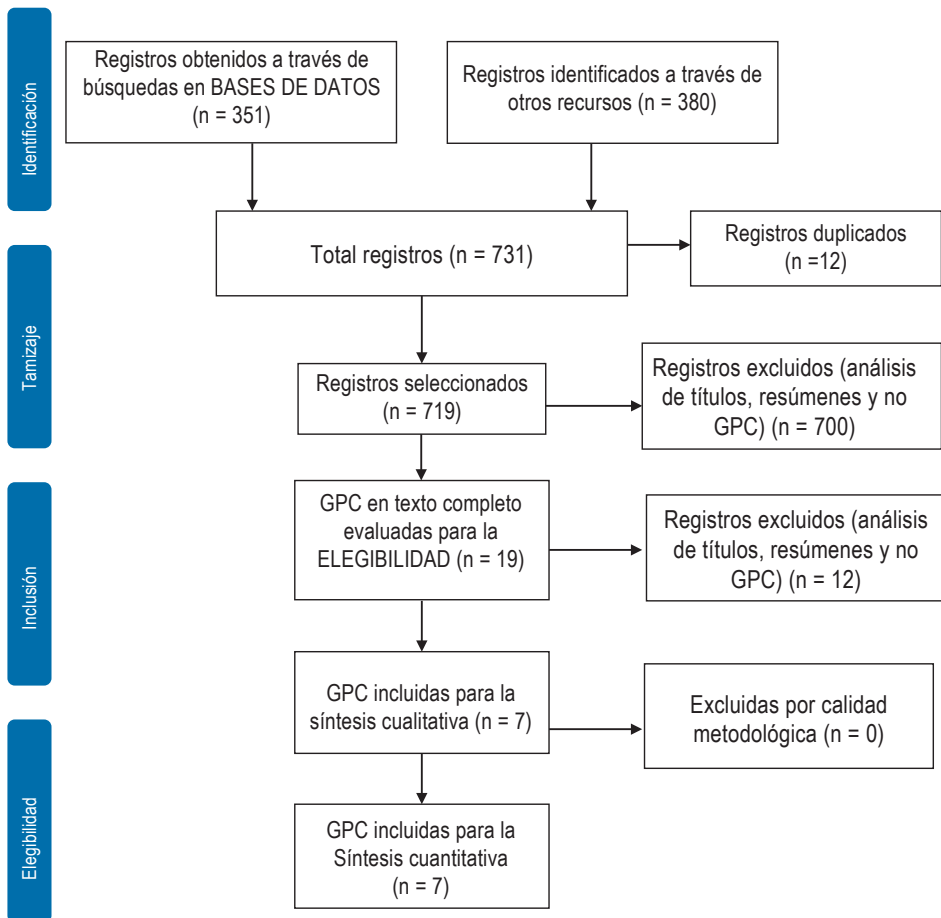 Identificación
Registros obtenidos a través de
búsquedas en BASES DE DATOS
(n = 351)
Registros identificados a través de
otros recursos (n = 380)
Total registros (n = 731)
Registros duplicados
(n =12)
Tamizaje
Registros seleccionados
(n = 719)
Registros excluidos (análisis
de títulos, resúmenes y no
GPC) (n = 700)
Inclusión
GPC en texto completo
evaluadas para la
ELEGIBILIDAD (n = 19)
Registros excluidos (análisis
de títulos, resúmenes y no
GPC) (n = 12)
GPC incluidas para la
síntesis cualitativa (n = 7)
Excluidas por calidad
metodológica (n = 0)
Elegibilidad
GPC incluidas para la
Síntesis cuantitativa
(n = 7)